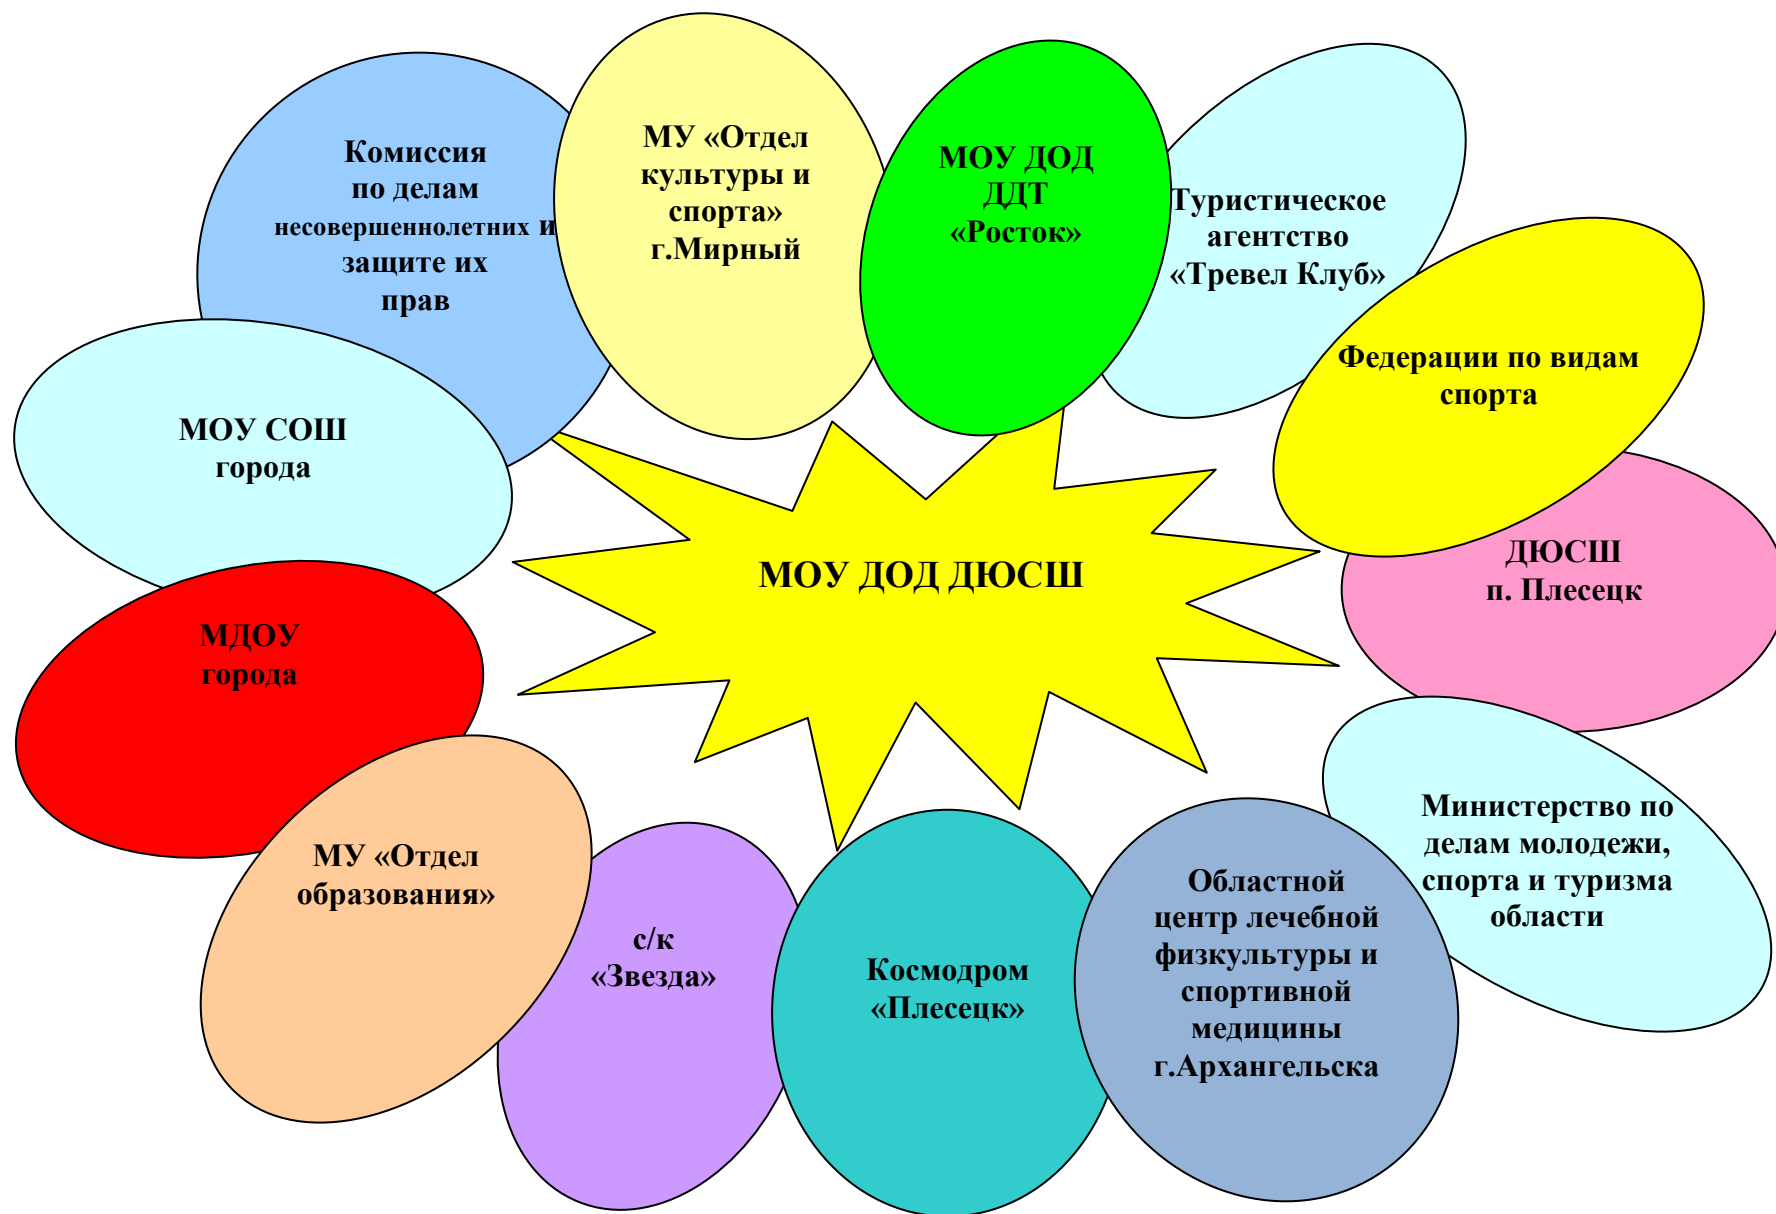 Комиссия
по делам
несовершеннолетних и
защите их
прав
МУ «Отдел
культуры и
спорта»
г.Мирный
МОУ ДОД
ДДТ
«Росток»
Туристическое
агентство
«Тревел Клуб»
Федерации по видам
спорта
МОУ СОШ
города
МОУ ДОД ДЮСШ
ДЮСШ
п. Плесецк
МДОУ
города
МУ «Отдел
образования»
с/к
«Звезда»
Космодром
«Плесецк»
Областной
центр лечебной
физкультуры и
спортивной
медицины
г.Архангельска
Министерство по
делам молодежи,
спорта и туризма
области